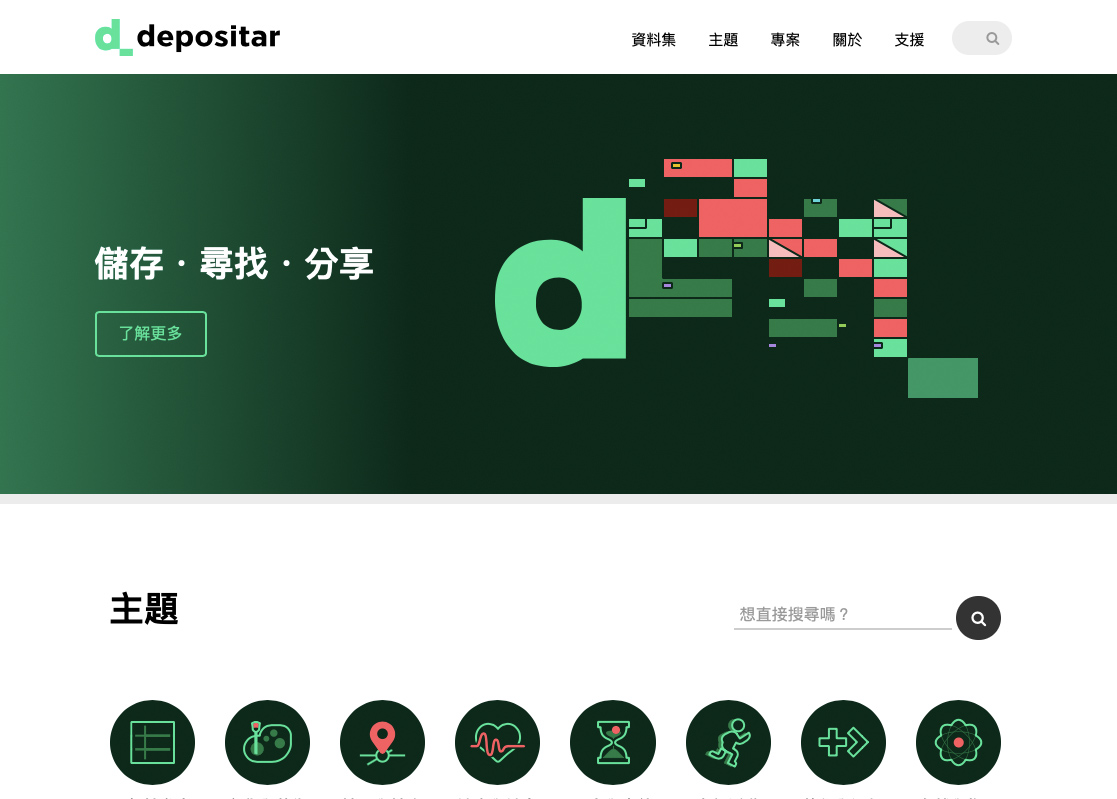 depositar
資料集 主題 專案 關於 支援
儲存・尋找・分享
了解更多
主題
想直接搜尋嗎？